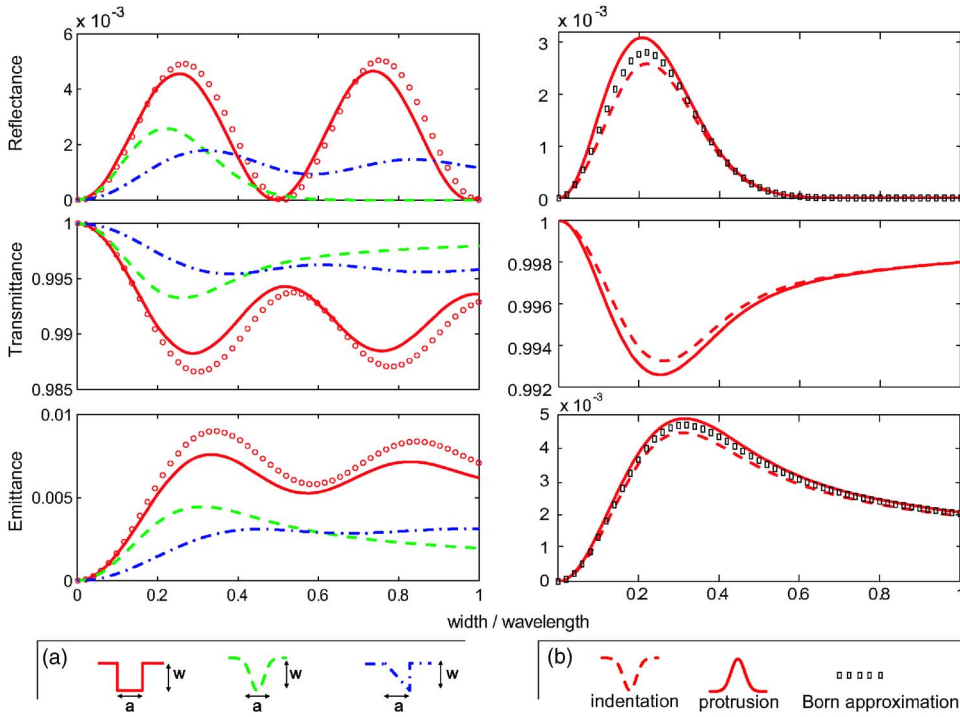 x 10⁻³
6
4
2
0
Reflectance
x 10⁻³
3
2
1
0
1
0.995
0.99
0.985
Transmittance
1
0.998
0.996
0.994
0.992
0.01
0.005
0
Emittance
0 0.2 0.4 0.6 0.8 1
x 10⁻³
5
4
3
2
1
0
0 0.2 0.4 0.6 0.8 1
width / wavelength
(a)
w
a
w
a
w
a
(b)
indentation
protrusion
Born approximation